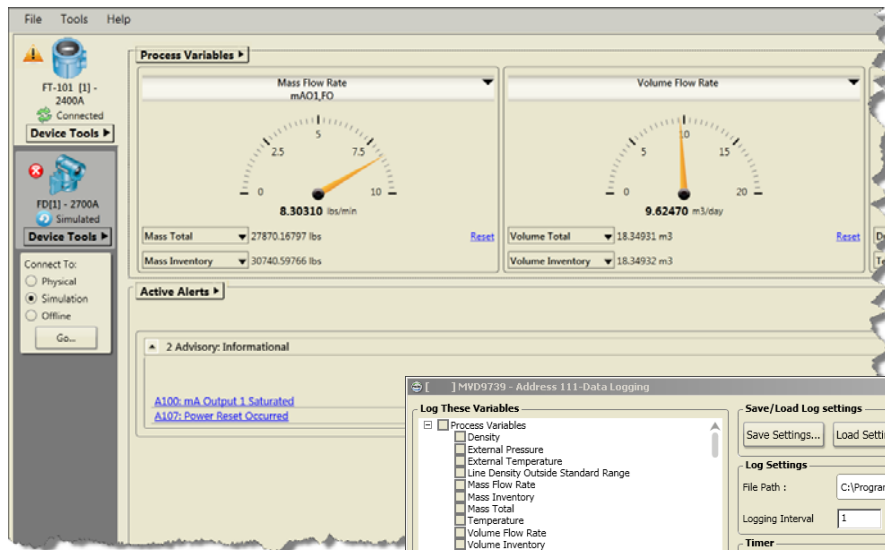 File Tools Help
FT-101 [1] -
2400A
Connected
Device Tools
FD[1] - 2700A
Simulated
Device Tools
Connect To:
Physical
Simulation
Offline
Go...
Process Variables
Mass Flow Rate
mAO1,FO
0 2.5 5 7.5 10
8.30310 lbs/min
Mass Total 27870.16797 lbs Reset
Mass Inventory 30740.59766 lbs
Volume Flow Rate
0 5 10 15 20
9.62470 m3/day
Volume Total 18.34931 m3 Reset
Volume Inventory 18.34932 m3
Active Alerts
2 Advisory: Informational
A100: mA Output 1 Saturated
A107: Power Reset Occurred
[ ] MVD9739 - Address 111-Data Logging
Log These Variables
Process Variables
Density
External Pressure
External Temperature
Line Density Outside Standard Range
Mass Flow Rate
Mass Inventory
Mass Total
Temperature
Volume Flow Rate
Volume Inventory
Save/Load Log settings
Save Settings... Load Setti
Log Settings
File Path : C:\Program
Logging Interval 1
Timer